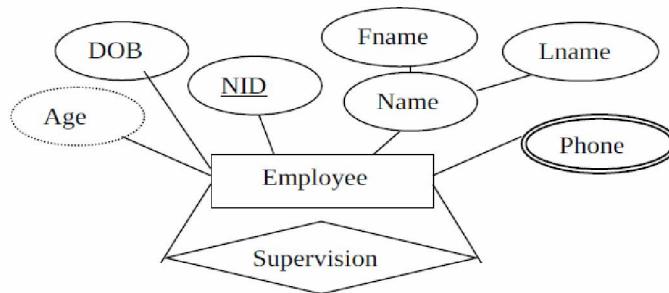 Fname
DOB
Lname
NID
Name
Age
Phone
Employee
Supervision